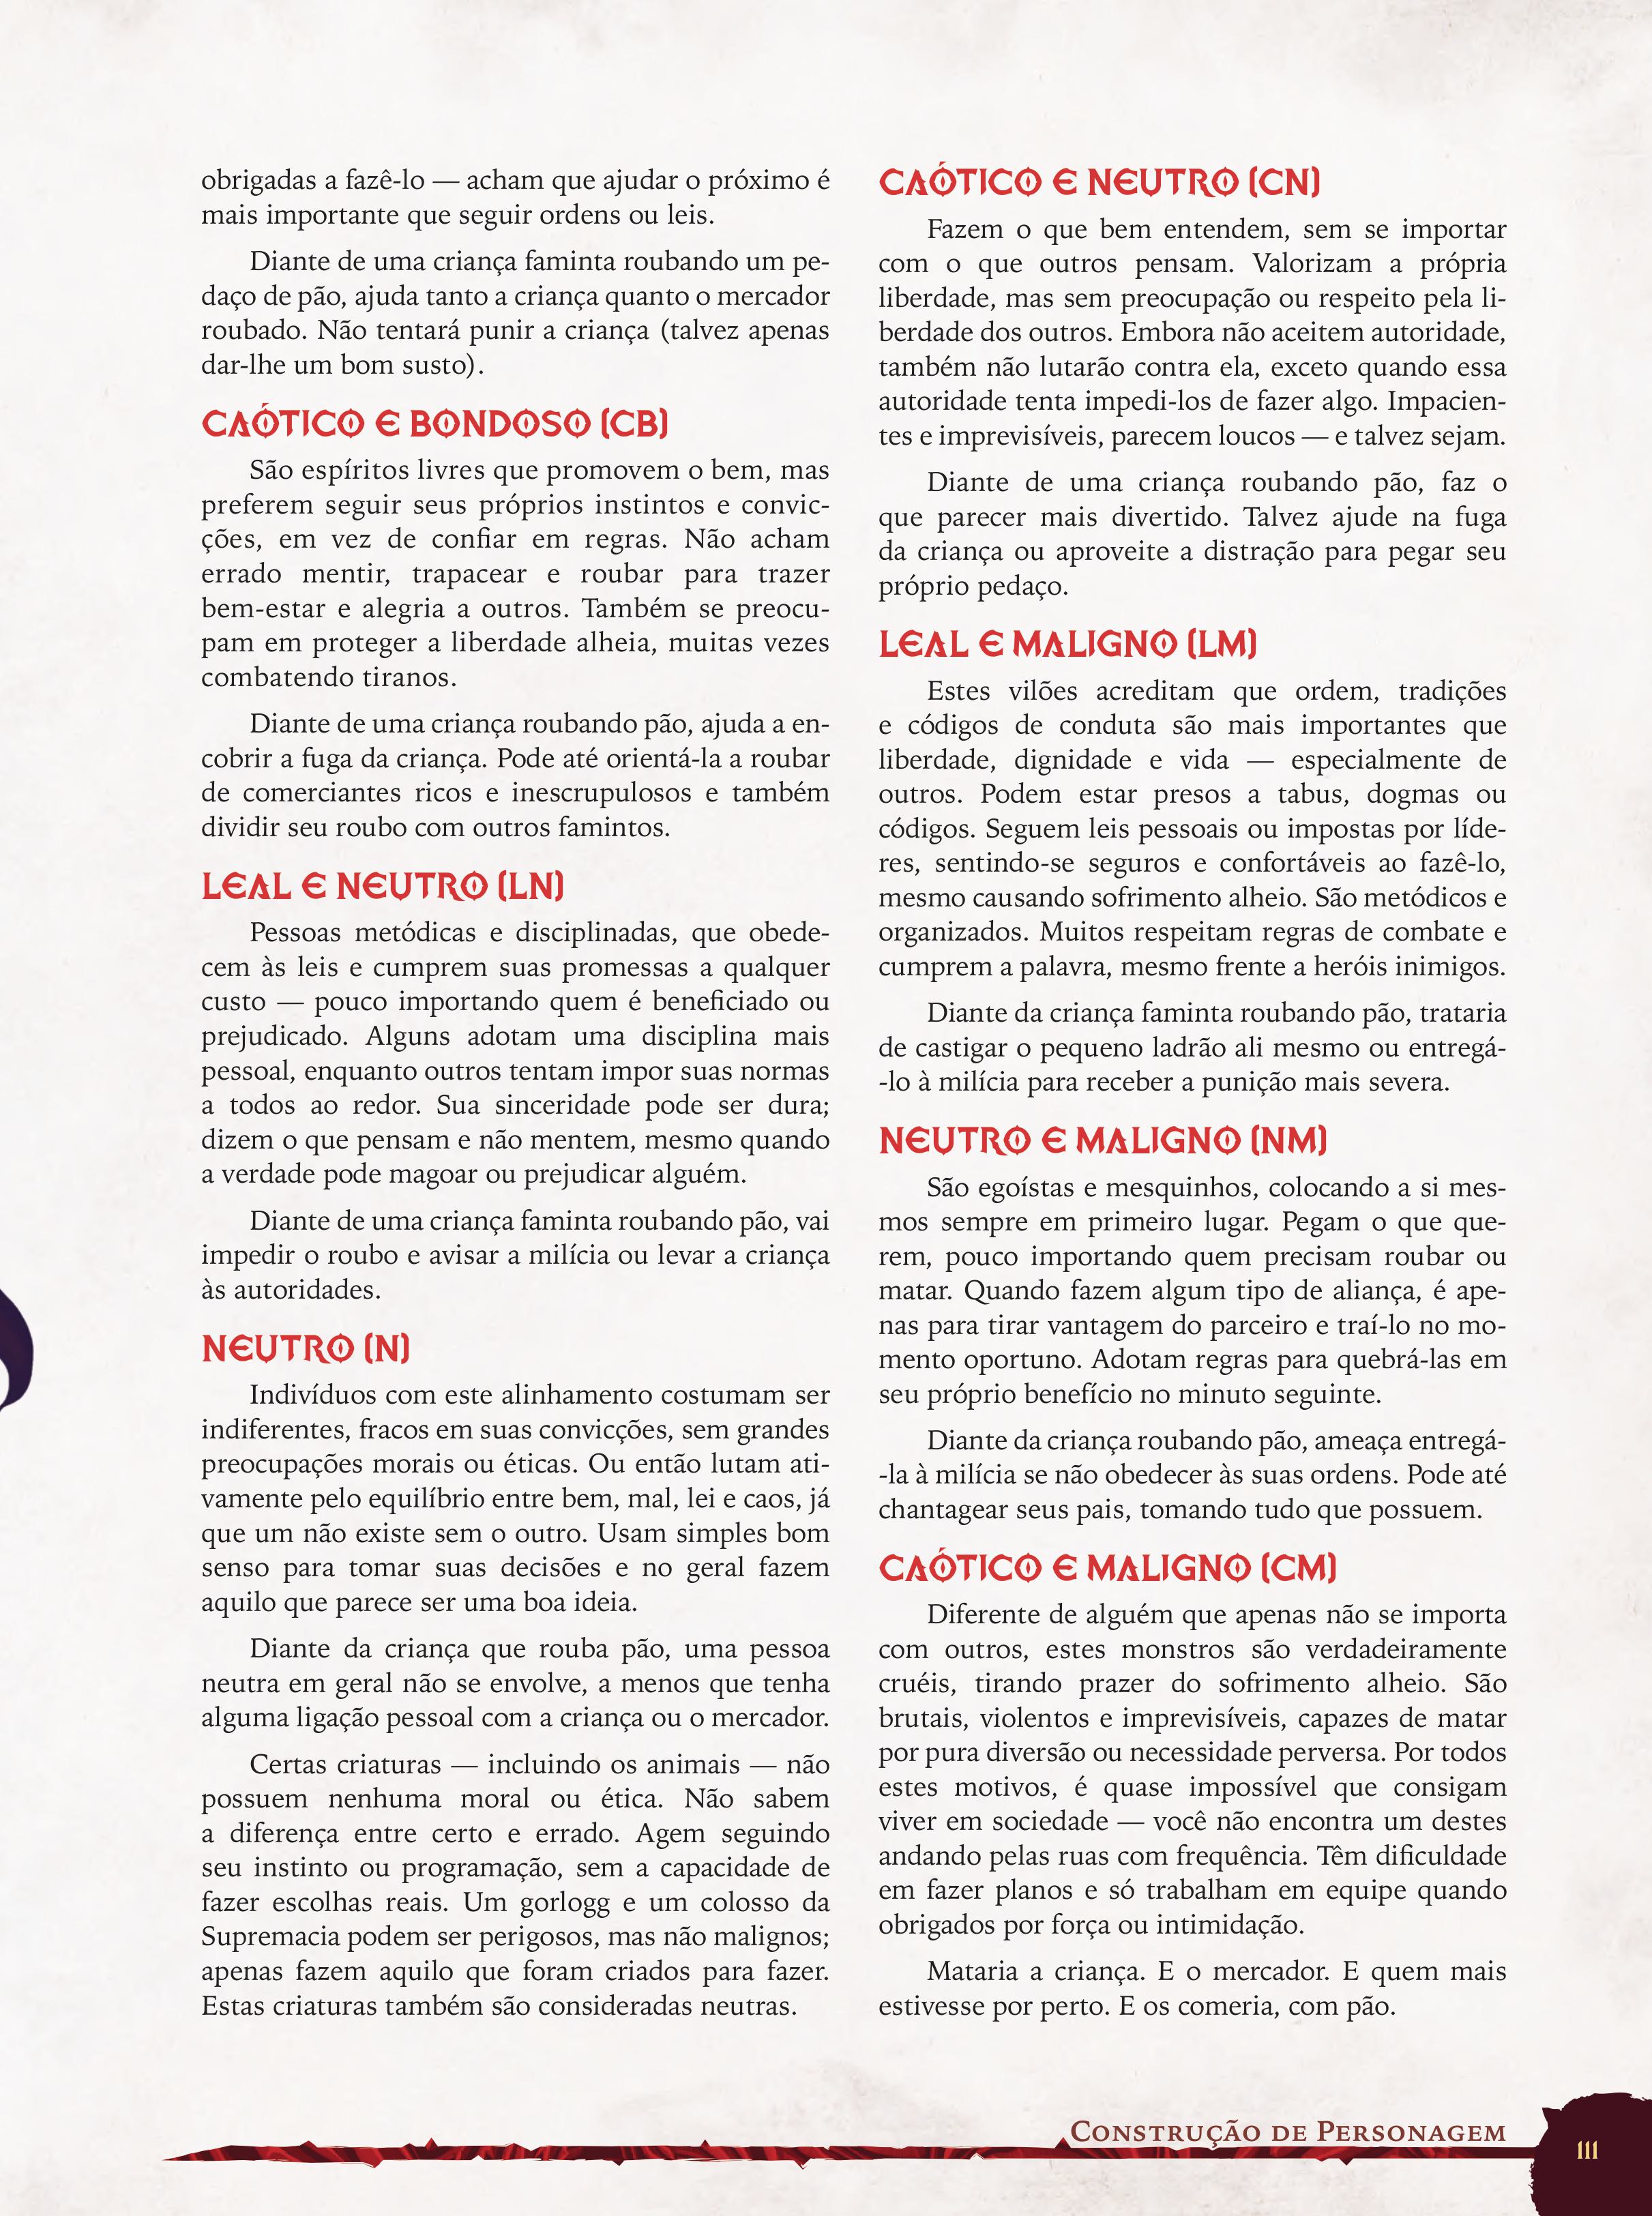 obrigadas a fazê-lo — acham que ajudar o próximo é
mais importante que seguir ordens ou leis.
Diante de uma criança faminta roubando um pe-
daço de pão, ajuda tanto a criança quanto o mercador
roubado. Não tentará punir a criança (talvez apenas
dar-lhe um bom susto).
CAÓTICO E BONDOSO (CB)
São espíritos livres que promovem o bem, mas
preferem seguir seus próprios instintos e convic-
ções, em vez de confiar em regras. Não acham
errado mentir, trapacear e roubar para trazer
bem-estar e alegria a outros. Também se preocu-
pam em proteger a liberdade alheia, muitas vezes
combatendo tiranos.
Diante de uma criança roubando pão, ajuda a en-
cobrir a fuga da criança. Pode até orientá-la a roubar
de comerciantes ricos e inescrupulosos e também
dividir seu roubo com outros famintos.
LEAL E NEUTRO (LN)
Pessoas metódicas e disciplinadas, que obede-
cem às leis e cumprem suas promessas a qualquer
custo — pouco importando quem é beneficiado ou
prejudicado. Alguns adotam uma disciplina mais
pessoal, enquanto outros tentam impor suas normas
a todos ao redor. Sua sinceridade pode ser dura;
dizem o que pensam e não mentem, mesmo quando
a verdade pode magoar ou prejudicar alguém.
Diante de uma criança faminta roubando pão, vai
impedir o roubo e avisar a milícia ou levar a criança
às autoridades.
NEUTRO (N)
Indivíduos com este alinhamento costumam ser
indiferentes, fracos em suas convicções, sem grandes
preocupações morais ou éticas. Ou então lutam ati-
vamente pelo equilíbrio entre bem, mal, lei e caos, já
que um não existe sem o outro. Usam simples bom
senso para tomar suas decisões e no geral fazem
aquilo que parece ser uma boa ideia.
Diante da criança que rouba pão, uma pessoa
neutra em geral não se envolve, a menos que tenha
alguma ligação pessoal com a criança ou o mercador.
Certas criaturas — incluindo os animais — não
possuem nenhuma moral ou ética. Não sabem
a diferença entre certo e errado. Agem seguindo
seu instinto ou programação, sem a capacidade de
fazer escolhas reais. Um gorlogg e um colosso da
Supremacia podem ser perigosos, mas não malignos;
apenas fazem aquilo que foram criados para fazer.
Estas criaturas também são consideradas neutras.
CAÓTICO E NEUTRO (CN)
Fazem o que bem entendem, sem se importar
com o que outros pensam. Valorizam a própria
liberdade, mas sem preocupação ou respeito pela li-
berdade dos outros. Embora não aceitem autoridade,
também não lutarão contra ela, exceto quando essa
autoridade tenta impedi-los de fazer algo. Impacien-
tes e imprevisíveis, parecem loucos — e talvez sejam.
Diante de uma criança roubando pão, faz o
que parecer mais divertido. Talvez ajude na fuga
da criança ou aproveite a distração para pegar seu
próprio pedaço.
LEAL E MALIGNO (LM)
Estes vilões acreditam que ordem, tradições
e códigos de conduta são mais importantes que
liberdade, dignidade e vida — especialmente de
outros. Podem estar presos a tabus, dogmas ou
códigos. Seguem leis pessoais ou impostas por líde-
res, sentindo-se seguros e confortáveis ao fazê-lo,
mesmo causando sofrimento alheio. São metódicos e
organizados. Muitos respeitam regras de combate e
cumprem a palavra, mesmo frente a heróis inimigos.
Diante da criança faminta roubando pão, trataria
de castigar o pequeno ladrão ali mesmo ou entregá-
-lo à milícia para receber a punição mais severa.
NEUTRO E MALIGNO (NM)
São egoístas e mesquinhos, colocando a si mes-
mos sempre em primeiro lugar. Pegam o que que-
rem, pouco importando quem precisam roubar ou
matar. Quando fazem algum tipo de aliança, é ape-
nas para tirar vantagem do parceiro e traí-lo no mo-
mento oportuno. Adotam regras para quebrá-las em
seu próprio benefício no minuto seguinte.
Diante da criança roubando pão, ameaça entregá-
-la à milícia se não obedecer às suas ordens. Pode até
chantagear seus pais, tomando tudo que possuem.
CAÓTICO E MALIGNO (CM)
Diferente de alguém que apenas não se importa
com outros, estes monstros são verdadeiramente
cruéis, tirando prazer do sofrimento alheio. São
brutais, violentos e imprevisíveis, capazes de matar
por pura diversão ou necessidade perversa. Por todos
estes motivos, é quase impossível que consigam
viver em sociedade — você não encontra um destes
andando pelas ruas com frequência. Têm dificuldade
em fazer planos e só trabalham em equipe quando
obrigados por força ou intimidação.
Mataria a criança. E o mercador. E quem mais
estivesse por perto. E os comeria, com pão.
CONSTRUÇÃO DE PERSONAGEM
111